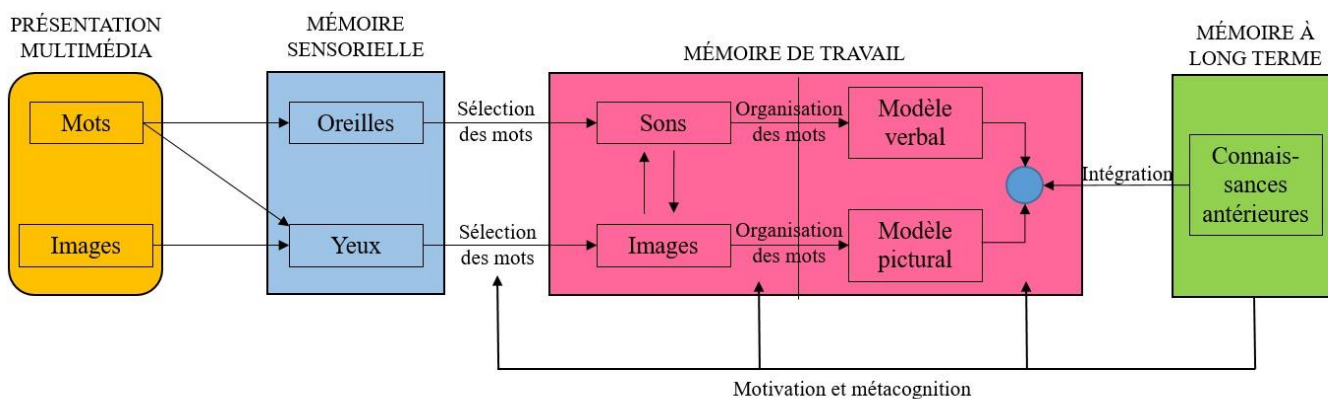 PRÉSENTATION
MULTIMÉDIA
MÉMOIRE
SENSORIELLE
MÉMOIRE DE TRAVAIL
MÉMOIRE À
LONG TERME
Mots
Oreilles
Sélection
des mots
Sons
Organisation
des mots
Modèle
verbal
Intégration
Connais-
sances
antérieures
Images
Yeux
Sélection
des mots
Images
Organisation
des mots
Modèle
pictural
Motivation et métacognition